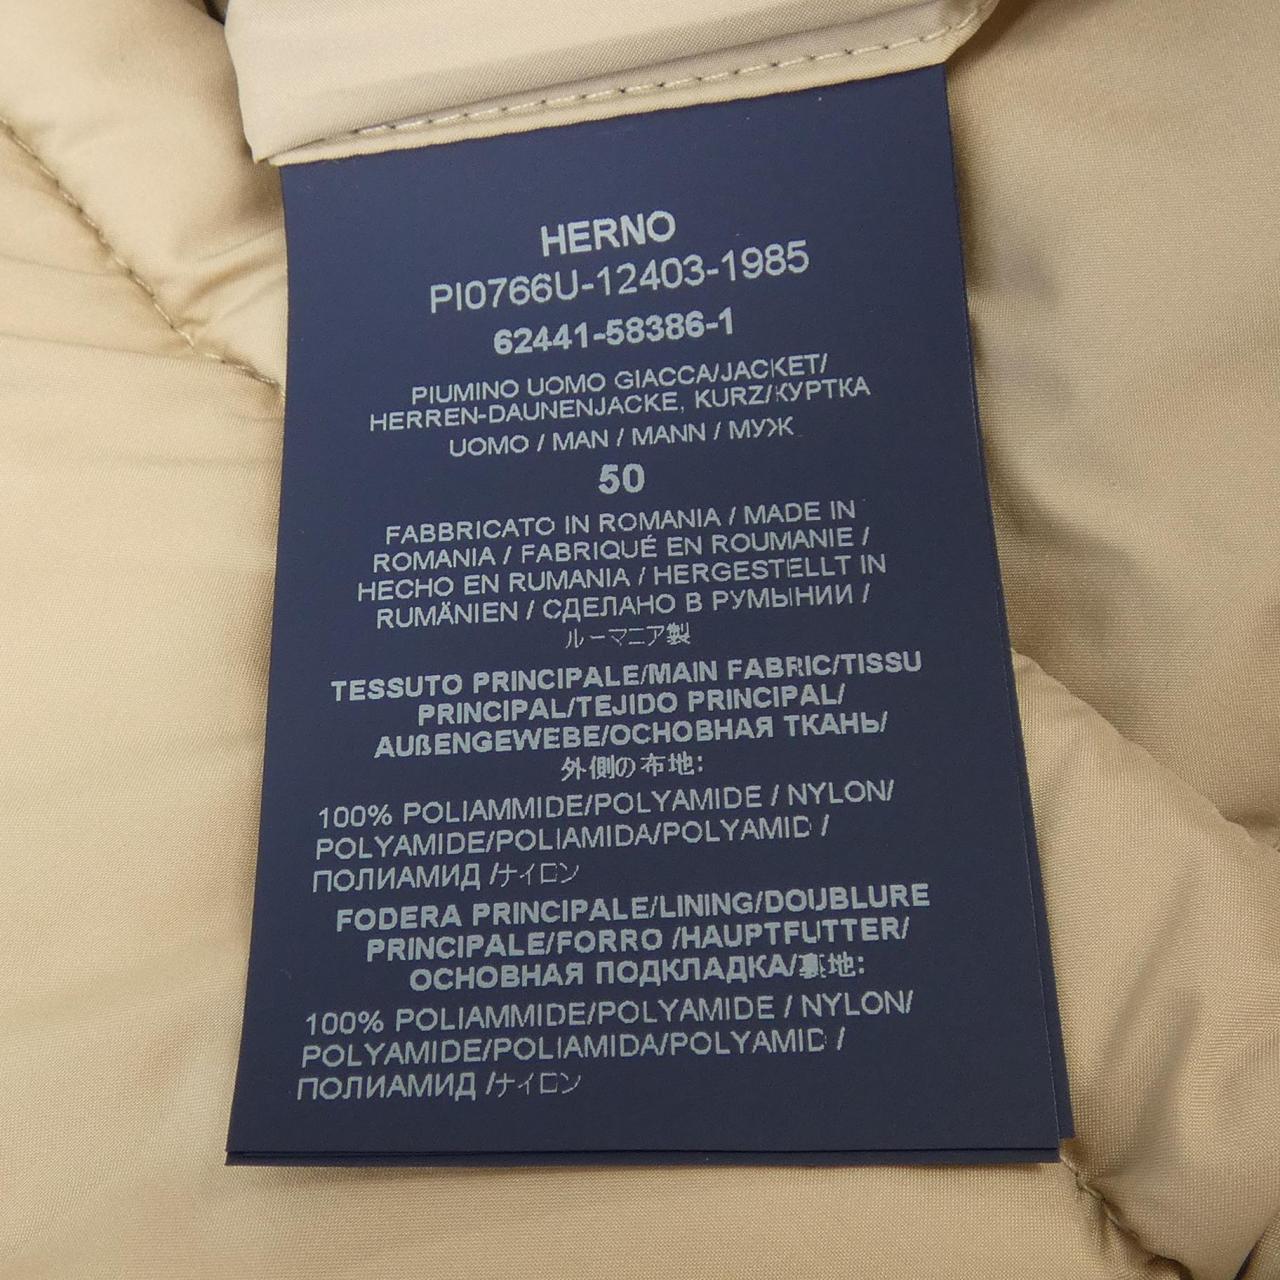 HERNO
PI0766U-12403-1985
62441-58386-1
PIUMINO UOMO GIACCA/JACKET/
HERREN-DAUNENJACKE, KURZ/КУРТКА
UOMO / MAN / MANN / МУЖ
50
FABBRICATO IN ROMANIA / MADE IN
ROMANIA / FABRIQUÉ EN ROUMANIE /
HECHO EN RUMANIA / HERGESTELLT IN
RUMÄNIEN / СДЕЛАНО В РУМЫНИИ /
ルーマニア製
TESSUTO PRINCIPALE/MAIN FABRIC/TISSU
PRINCIPAL/TEJIDO PRINCIPAL/
AUßENGEWEBE/ОСНОВНАЯ ТКАНЬ/
外側の布地:
100% POLIAMMIDE/POLYAMIDE / NYLON/
POLYAMIDE/POLIAMIDA/POLYAMID /
ПОЛИАМИД /ナイロン
FODERA PRINCIPALE/LINING/DOUBLURE
PRINCIPALE/FORRO /HAUPTFUTTER/
ОСНОВНАЯ ПОДКЛАДКА/裏地:
100% POLIAMMIDE/POLYAMIDE / NYLON/
POLYAMIDE/POLIAMIDA/POLYAMID /
ПОЛИАМИД /ナイロン